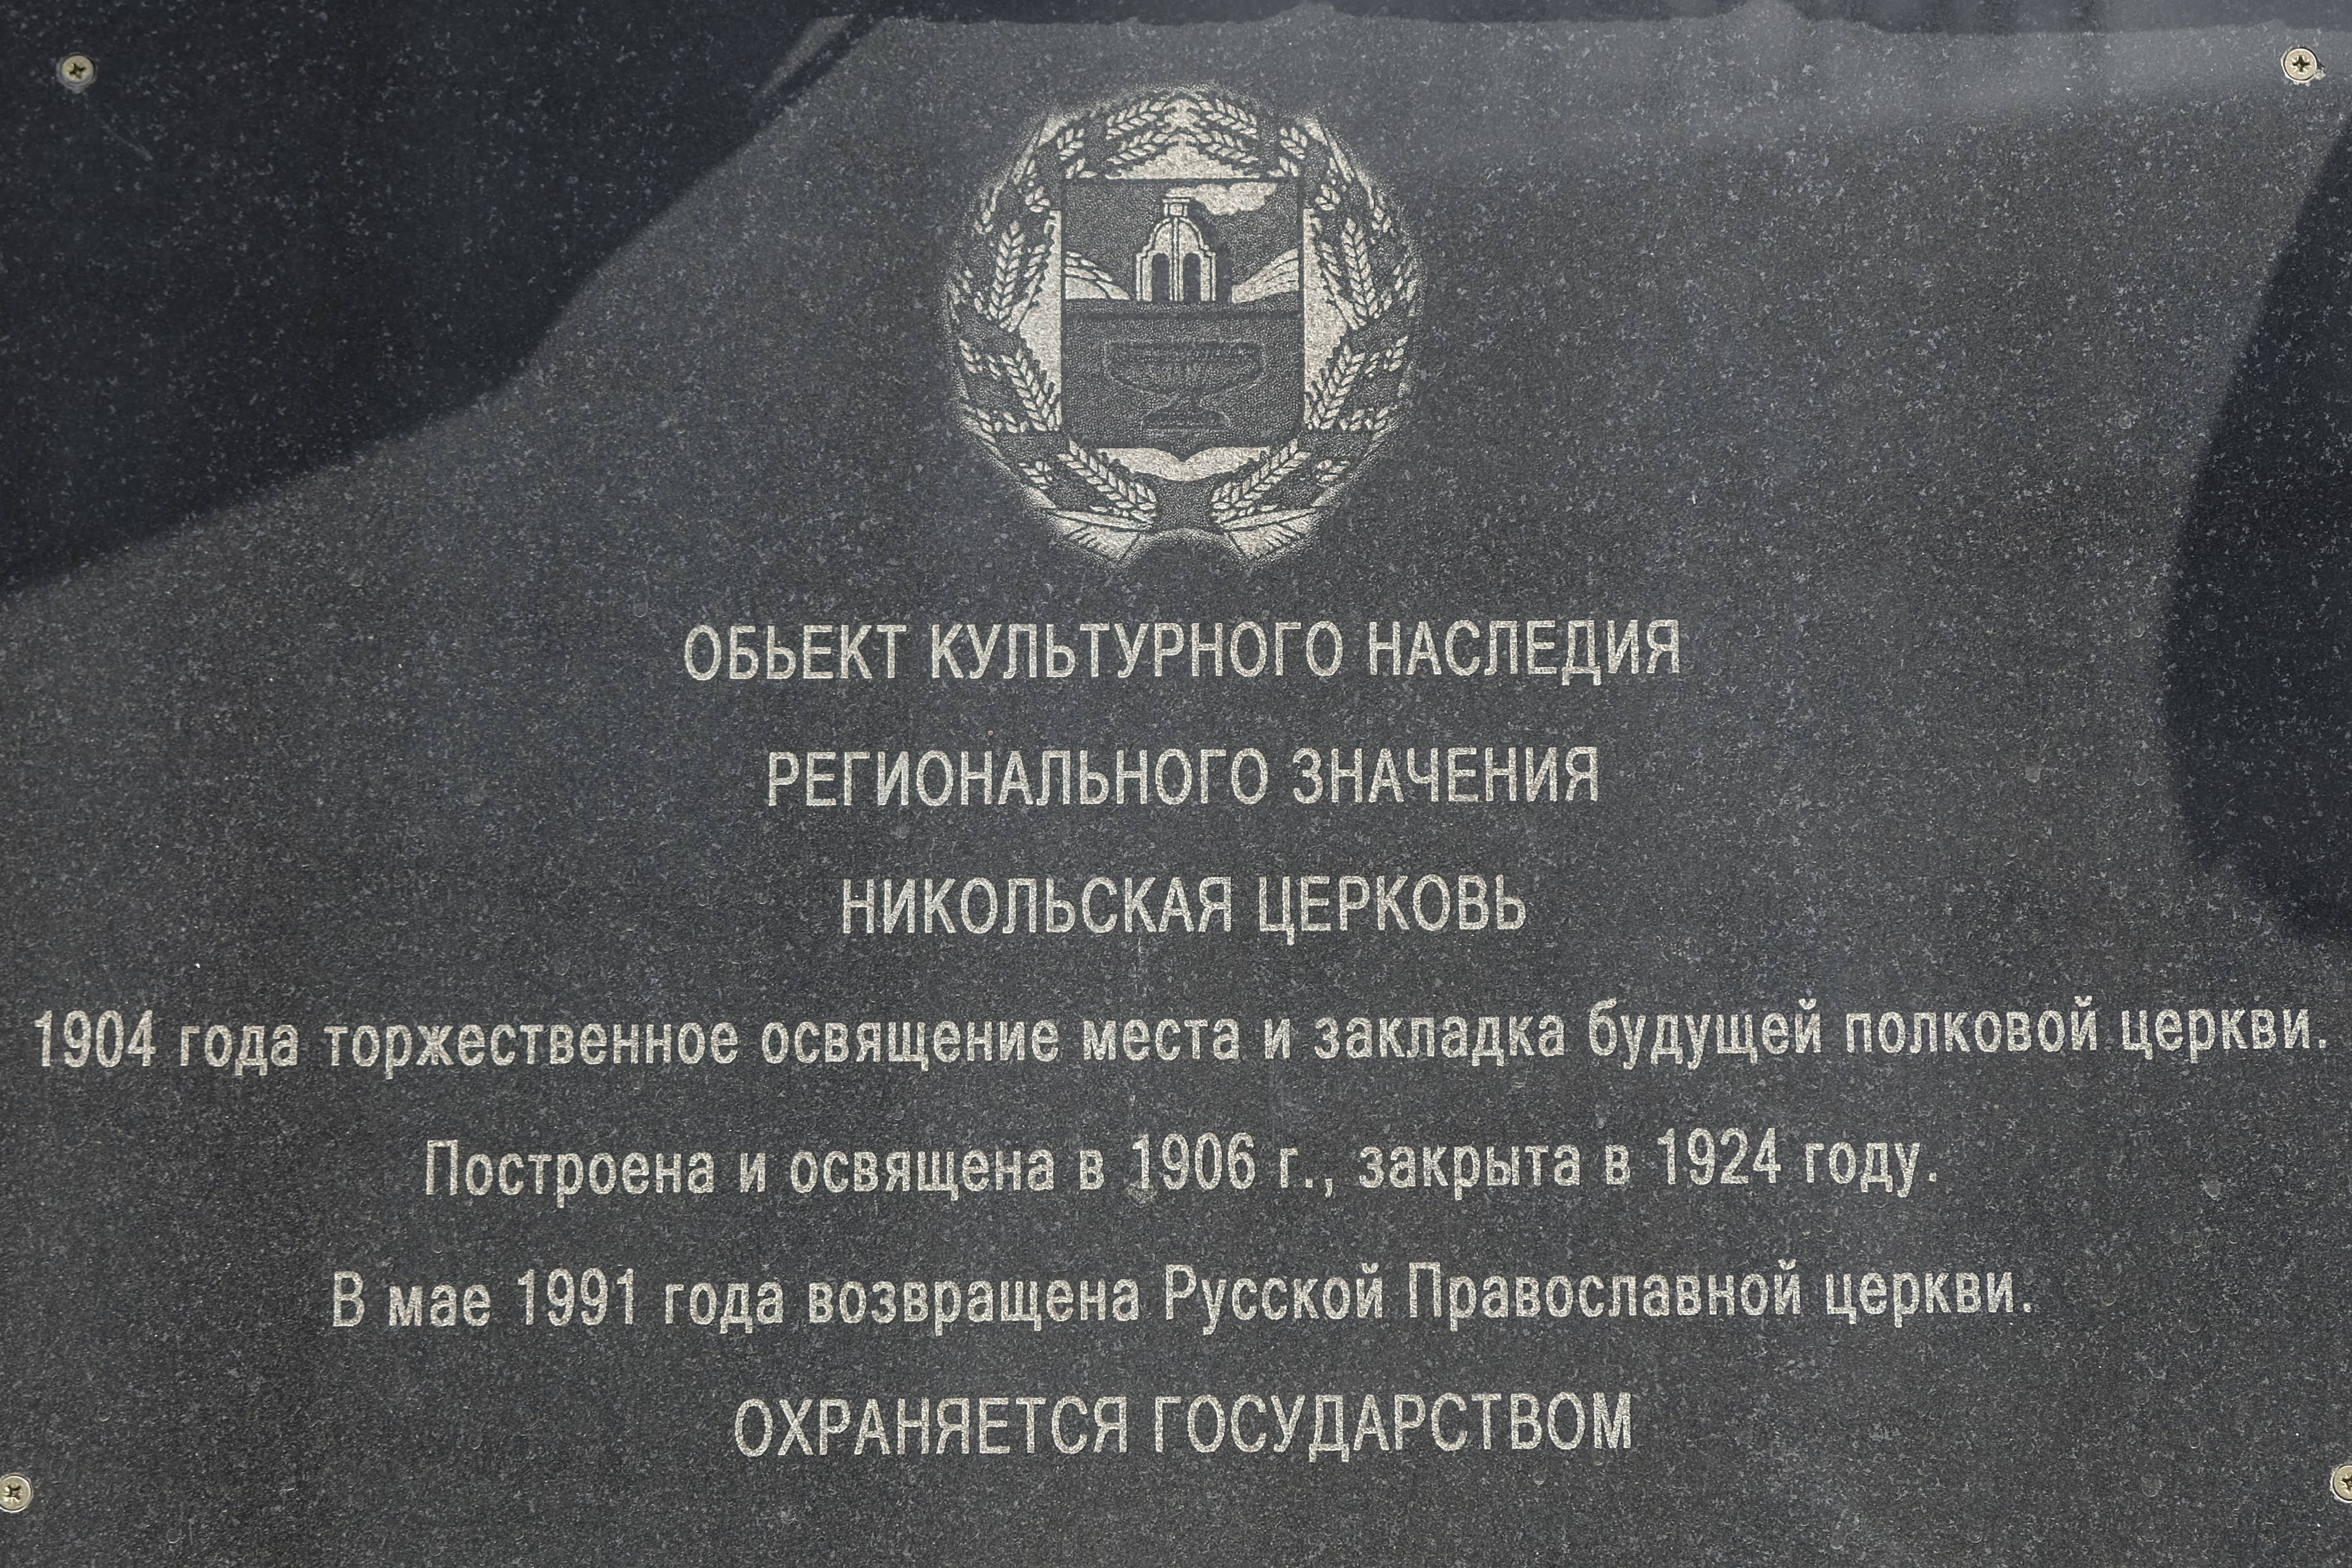 ОБЬЕКТ КУЛЬТУРНОГО НАСЛЕДИЯ
РЕГИОНАЛЬНОГО ЗНАЧЕНИЯ
НИКОЛЬСКАЯ ЦЕРКОВЬ
1904 года торжественное освящение места и закладка будущей полковой церкви.
Построена и освящена в 1906 г., закрыта в 1924 году.
В мае 1991 года возвращена Русской Православной церкви.
ОХРАНЯЕТСЯ ГОСУДАРСТВОМ